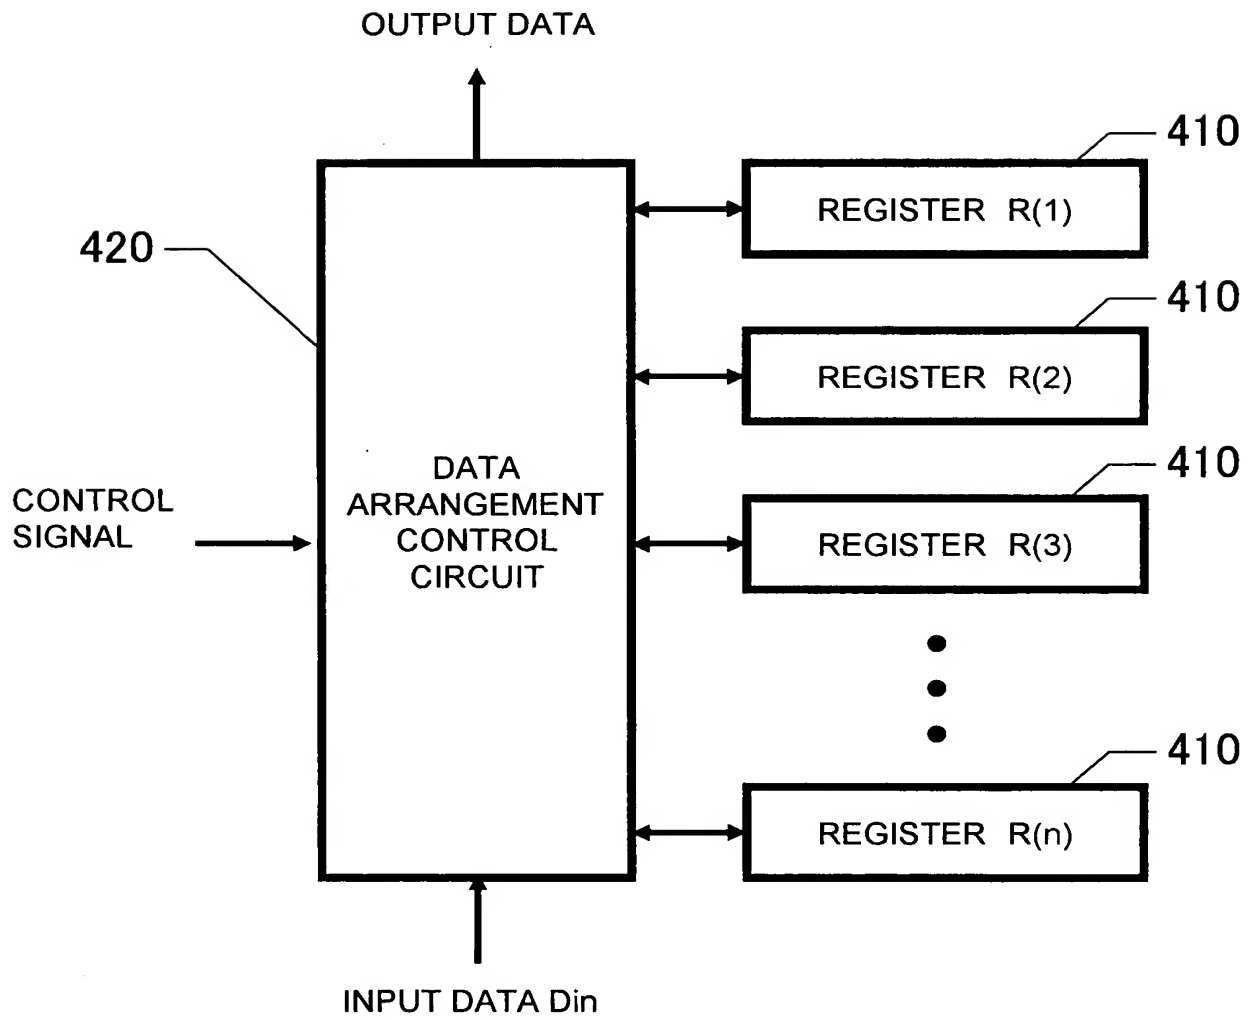 OUTPUT DATA
410
REGISTER R(1)
420
410
REGISTER R(2)
DATA
ARRANGEMENT
CONTROL
CIRCUIT
CONTROL
SIGNAL
410
REGISTER R(3)
410
REGISTER R(n)
INPUT DATA Din